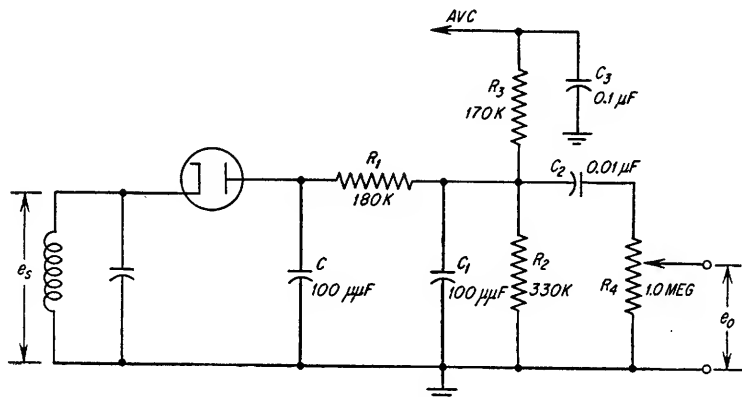 AVC
R3
170K
C3
0.1 μF
R1
180K
C2
0.01μF
es
C
100 μμF
C1
100 μμF
R2
330K
R4
1.0 MEG
eo